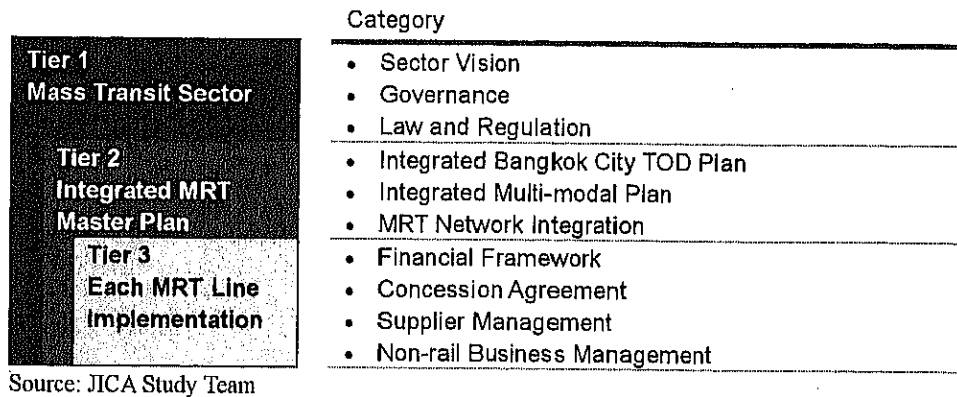 Category
Tier 1
Mass Transit Sector
• Sector Vision
• Governance
• Law and Regulation
Tier 2
Integrated MRT
Master Plan
• Integrated Bangkok City TOD Plan
• Integrated Multi-modal Plan
• MRT Network Integration
Tier 3
Each MRT Line
Implementation
• Financial Framework
• Concession Agreement
• Supplier Management
• Non-rail Business Management
Source: JICA Study Team